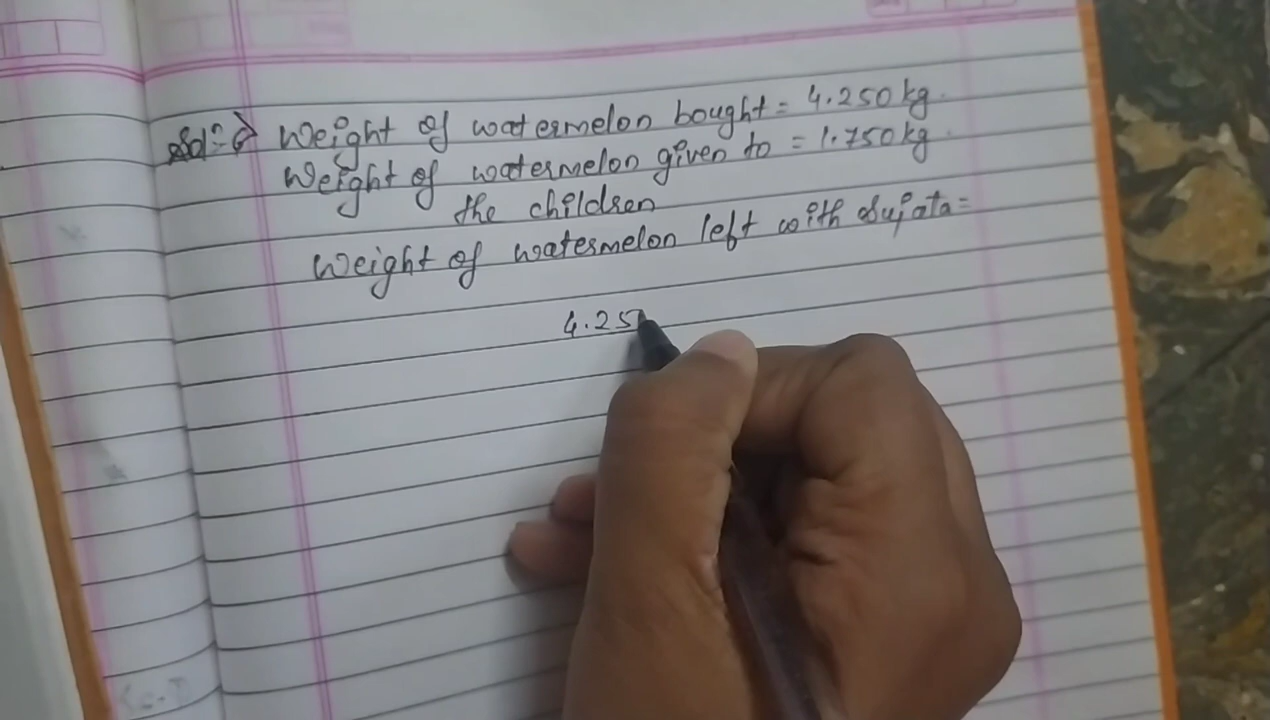 Sol:-> Weight of watermelon bought = 4.250 kg.
Weight of watermelon given to = 1.750 kg.
the children
Weight of watermelon left with Sujata =
4.25